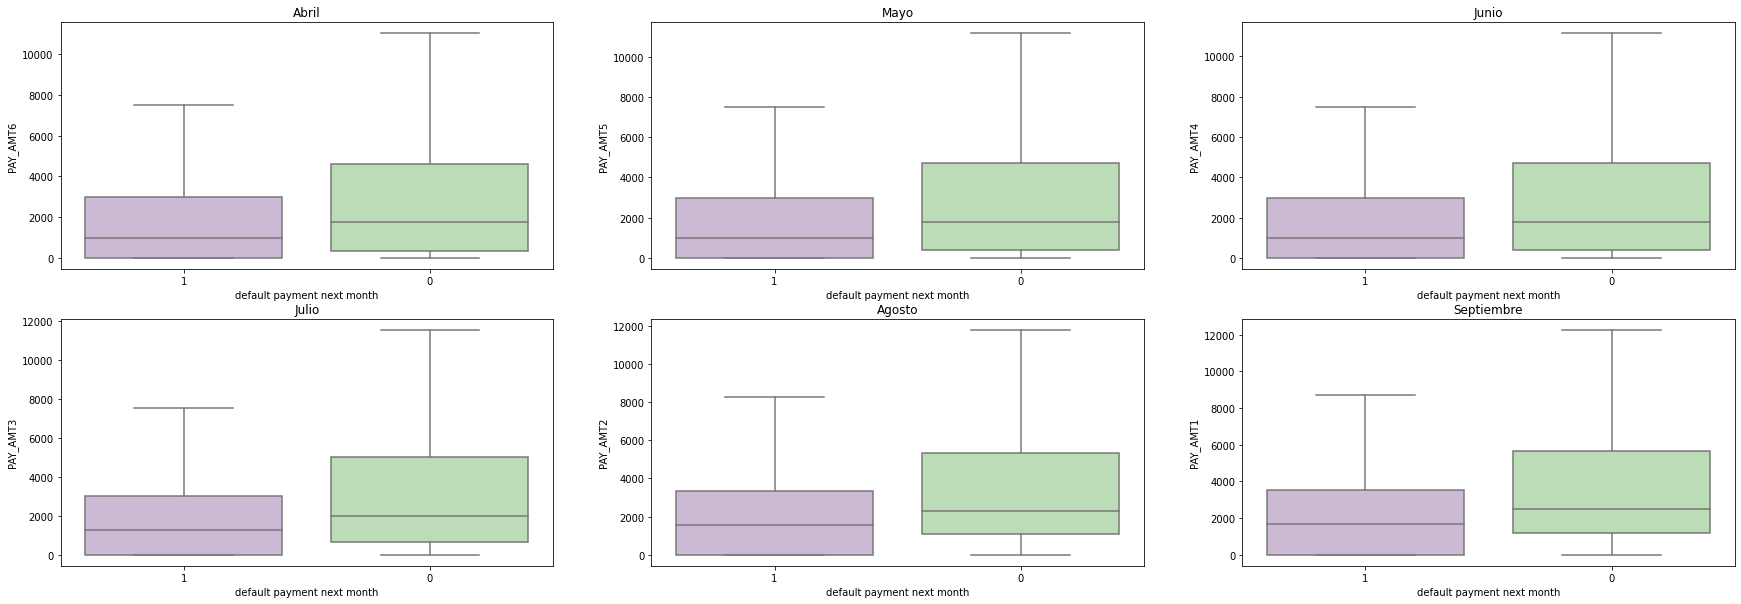 Abril
PAY_AMT6
10000
8000
6000
4000
2000
0
1 0
default payment next month
Mayo
PAY_AMT5
10000
8000
6000
4000
2000
0
1 0
default payment next month
Junio
PAY_AMT4
10000
8000
6000
4000
2000
0
1 0
default payment next month
Julio
PAY_AMT3
12000
10000
8000
6000
4000
2000
0
1 0
default payment next month
Agosto
PAY_AMT2
12000
10000
8000
6000
4000
2000
0
1 0
default payment next month
Septiembre
PAY_AMT1
12000
10000
8000
6000
4000
2000
0
1 0
default payment next month